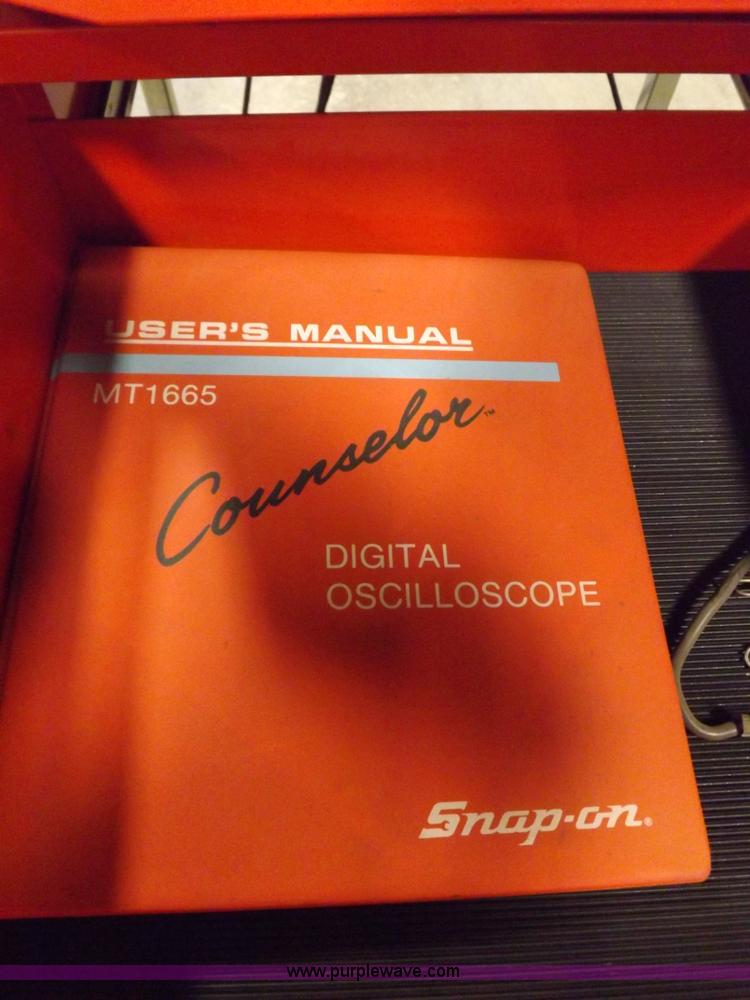 USER'S MANUAL
MT1665
Counselor™
DIGITAL
OSCILLOSCOPE
Snap-on®
www.purplewave.com